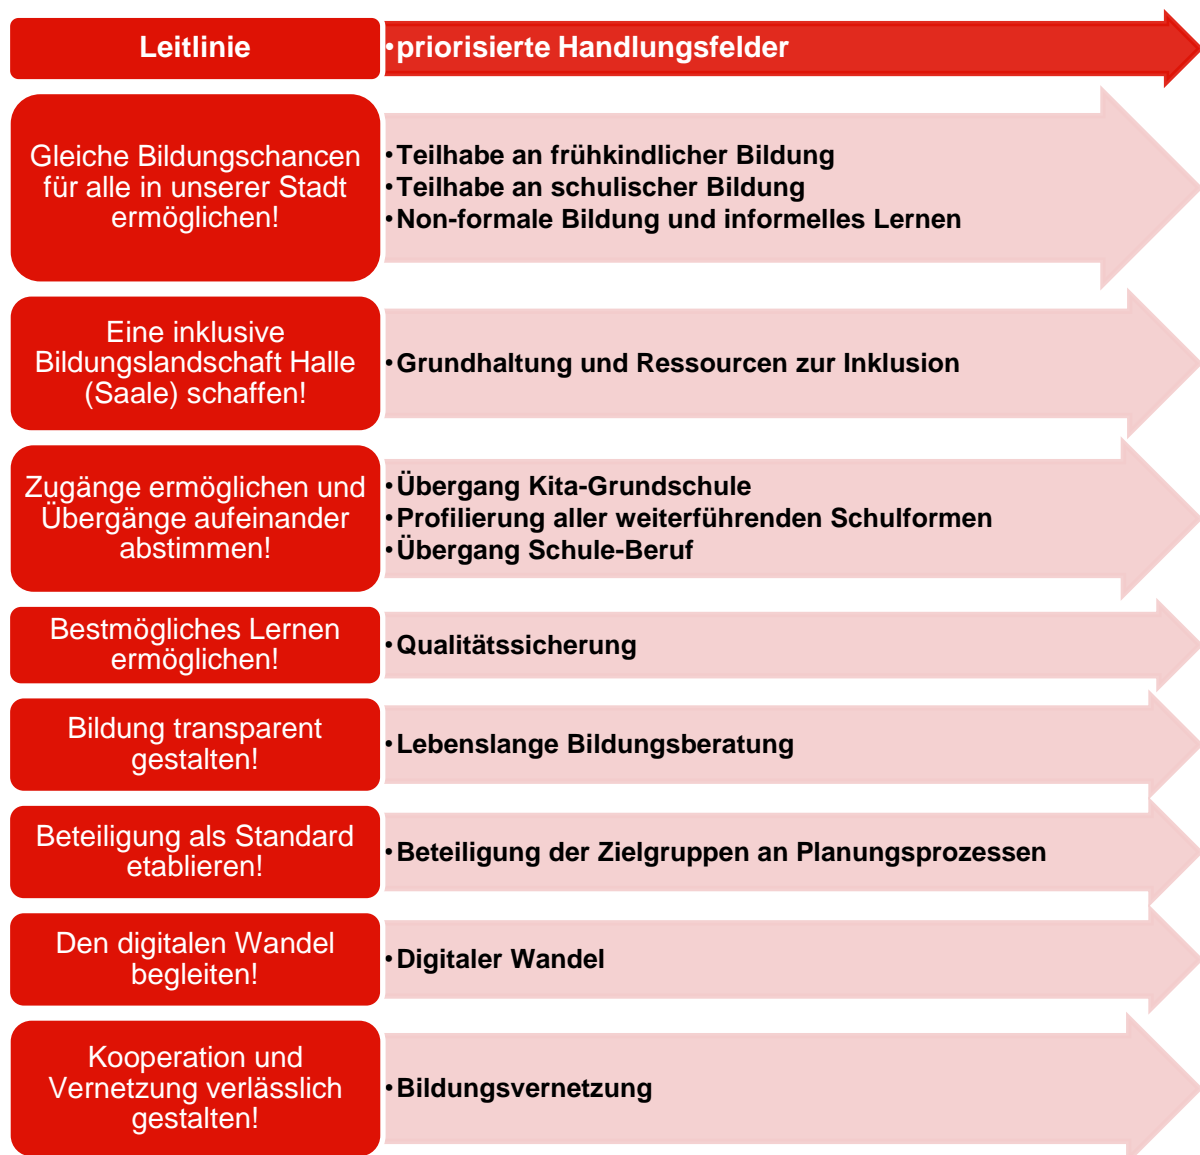 Leitlinie
•priorisierte Handlungsfelder
Gleiche Bildungschancen
für alle in unserer Stadt
ermöglichen!
•Teilhabe an frühkindlicher Bildung
•Teilhabe an schulischer Bildung
•Non-formale Bildung und informelles Lernen
Eine inklusive
Bildungslandschaft Halle
(Saale) schaffen!
•Grundhaltung und Ressourcen zur Inklusion
Zugänge ermöglichen und
Übergänge aufeinander
abstimmen!
•Übergang Kita-Grundschule
•Profilierung aller weiterführenden Schulformen
•Übergang Schule-Beruf
Bestmögliches Lernen
ermöglichen!
•Qualitätssicherung
Bildung transparent
gestalten!
•Lebenslange Bildungsberatung
Beteiligung als Standard
etablieren!
•Beteiligung der Zielgruppen an Planungsprozessen
Den digitalen Wandel
begleiten!
•Digitaler Wandel
Kooperation und
Vernetzung verlässlich
gestalten!
•Bildungsvernetzung